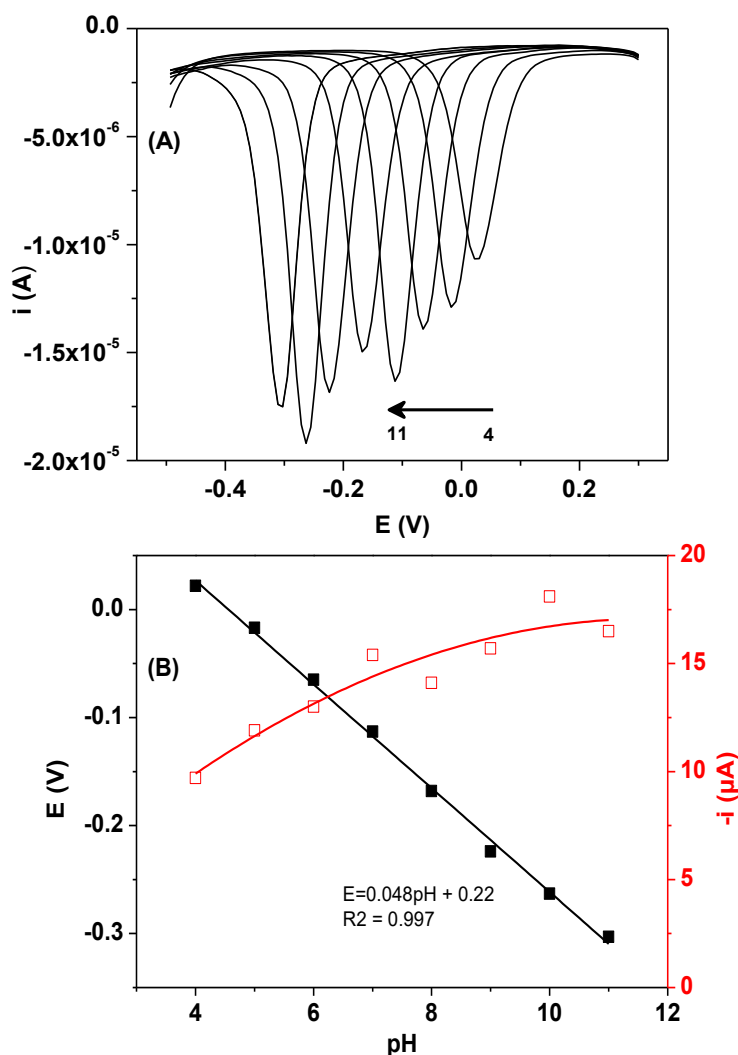 0.0
-5.0x10⁻⁶
(A)
-1.0x10⁻⁵
-1.5x10⁻⁵
-2.0x10⁻⁵
i (A)
11
4
-0.4
-0.2
0.0
0.2
E (V)
0.0
-0.1
-0.2
-0.3
E (V)
(B)
E=0.048pH + 0.22
R2 = 0.997
20
15
10
5
0
-i (µA)
4
6
8
10
12
pH